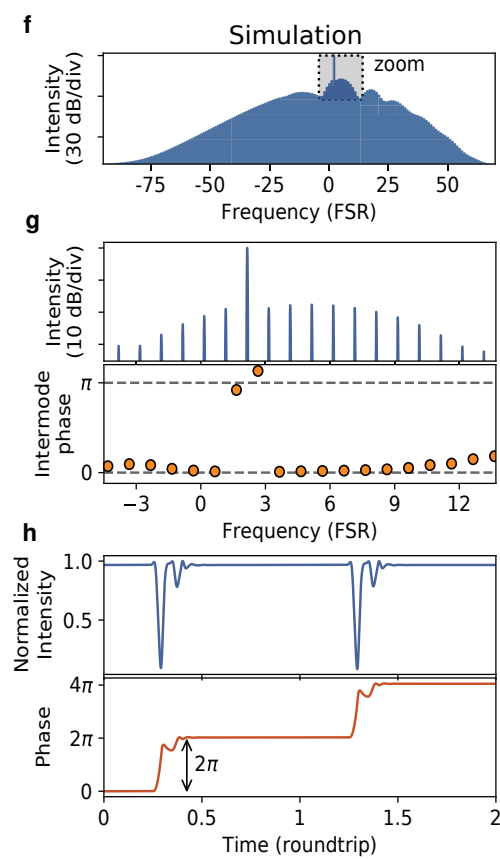 f
Simulation
zoom
Intensity
(30 dB/div)
-75 -50 -25 0 25 50
Frequency (FSR)
g
Intensity
(10 dB/div)
π
Intermode
phase
0
−3 0 3 6 9 12
Frequency (FSR)
h
1.0
Normalized
Intensity
0.5
4π
Phase
2π
2π
0
0 0.5 1 1.5 2
Time (roundtrip)